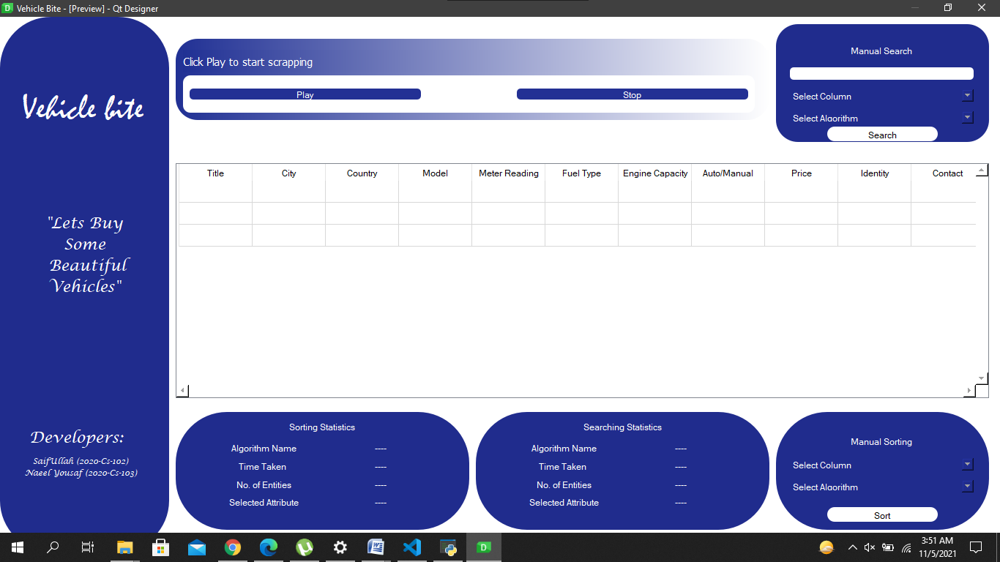 Vehicle Bite - [Preview] - Qt Designer
Vehicle bite
"Lets Buy
Some
Beautiful
Vehicles"
Developers:
SaifUllah (2020-Cs-102)
Naeel Yousaf (2020-Cs-103)
Click Play to start scrapping
Play Stop
Manual Search
Select Column
Select Algorithm
Search
Title City Country Model Meter Reading Fuel Type Engine Capacity Auto/Manual Price Identity Contact
Sorting Statistics
Algorithm Name ----
Time Taken ----
No. of Entities ----
Selected Attribute ----
Searching Statistics
Algorithm Name ----
Time Taken ----
No. of Entities ----
Selected Attribute ----
Manual Sorting
Select Column
Select Algorithm
Sort
3:51 AM
11/5/2021